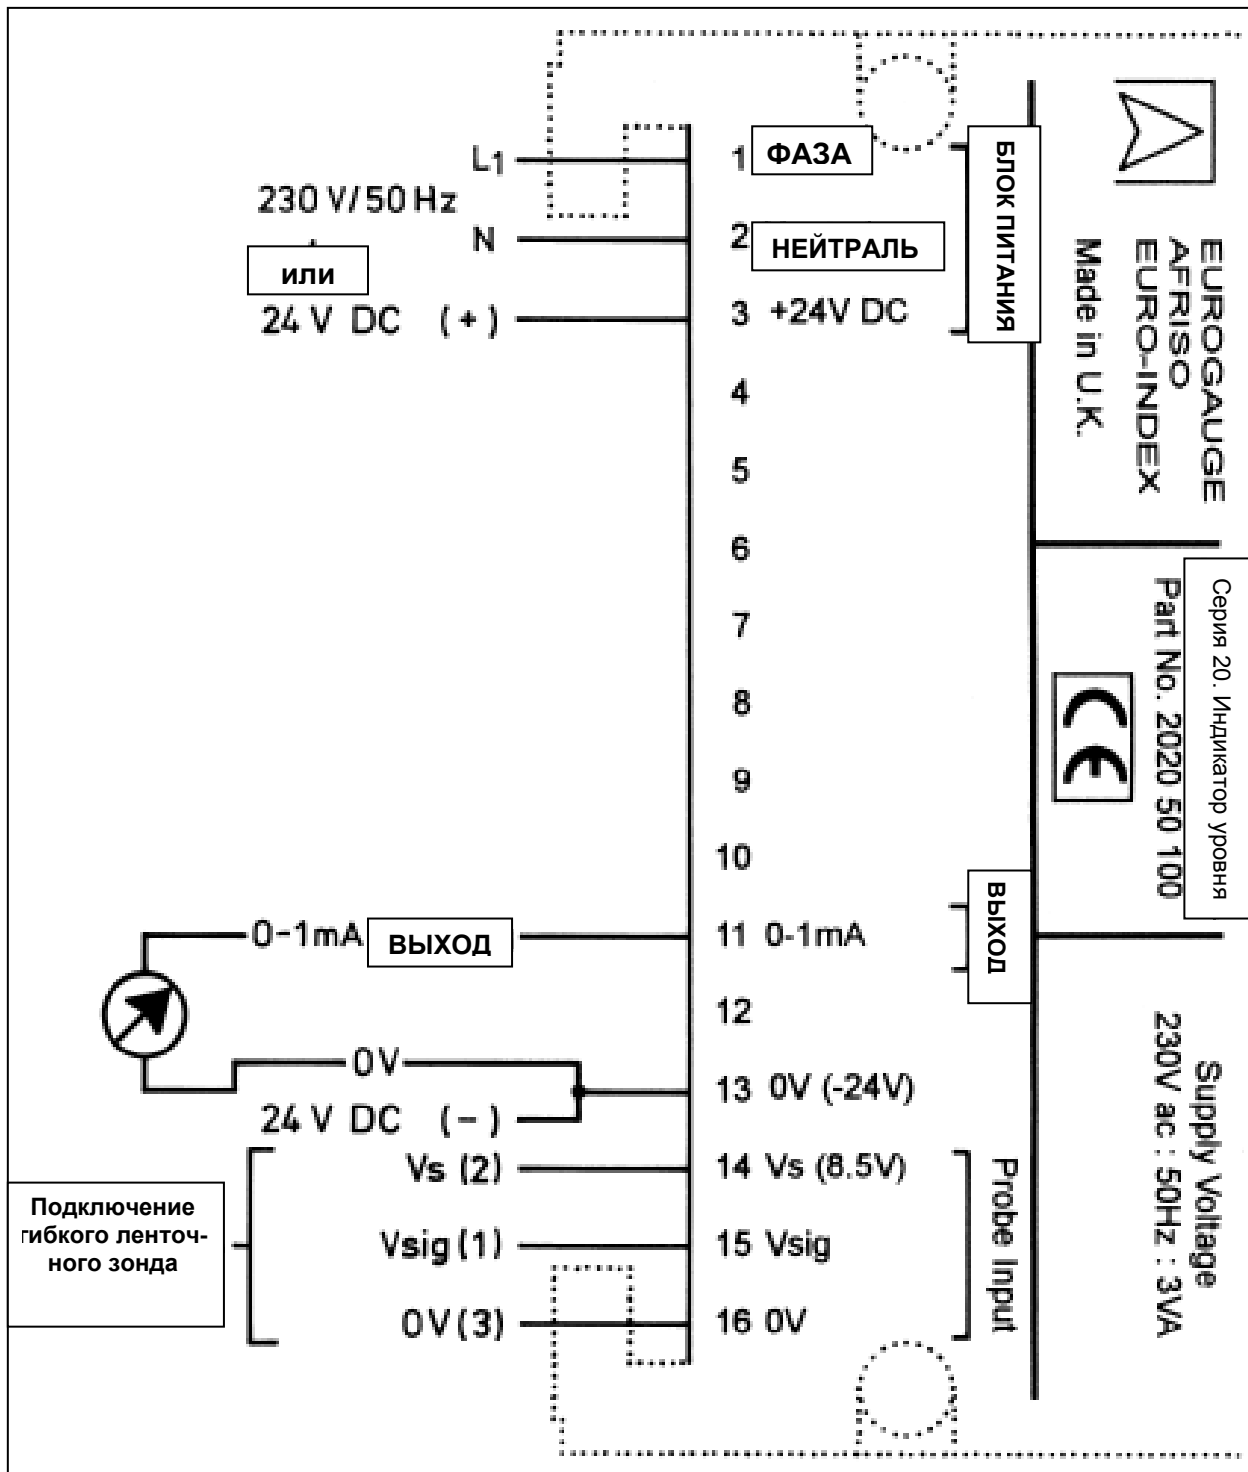 L1
230 V/50 Hz
N
или
24 V DC (+)
1 ФАЗА
2 НЕЙТРАЛЬ
3 +24V DC
4
5
6
7
8
9
10
0-1mA ВЫХОД
11 0-1mA
12
0V
13 0V (-24V)
24 V DC (-)
Vs (2)
14 Vs (8.5V)
Vsig (1)
15 Vsig
0V (3)
16 0V
Подключение
гибкого ленточ-
ного зонда
БЛОК ПИТАНИЯ
ВЫХОД
Probe Input
EUROGAUGE
AFRISO
EURO-INDEX
Made in U.K.
Серия 20. Индикатор уровня
Part No. 2020 50 100
CE
Supply Voltage
230V ac : 50Hz : 3VA